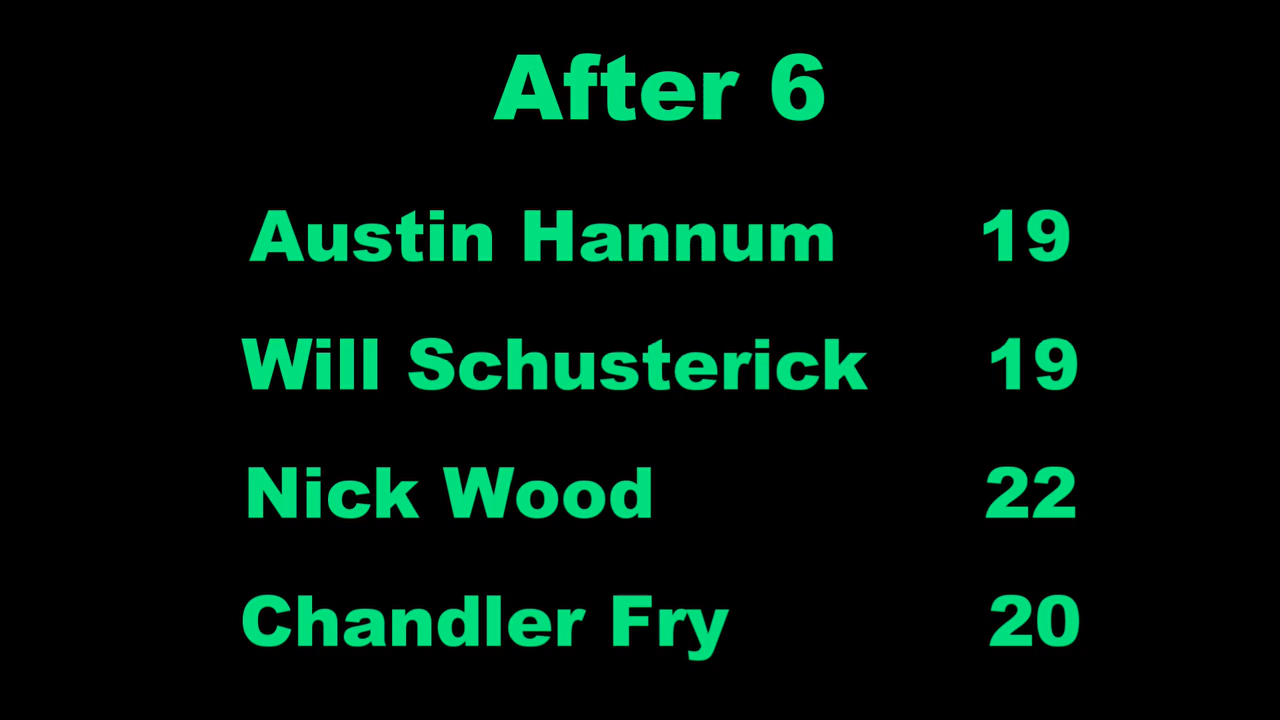 After 6
Austin Hannum 19
Will Schusterick 19
Nick Wood 22
Chandler Fry 20